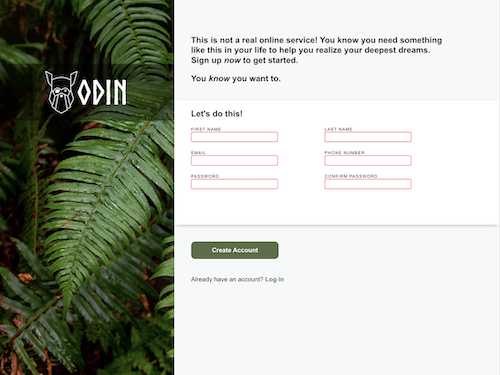 ODIN
This is not a real online service! You know you need something
like this in your life to help you realize your deepest dreams.
Sign up now to get started.
You know you want to.
Let's do this!
FIRST NAME
LAST NAME
EMAIL
PHONE NUMBER
PASSWORD
CONFIRM PASSWORD
Create Account
Already have an account? Log in